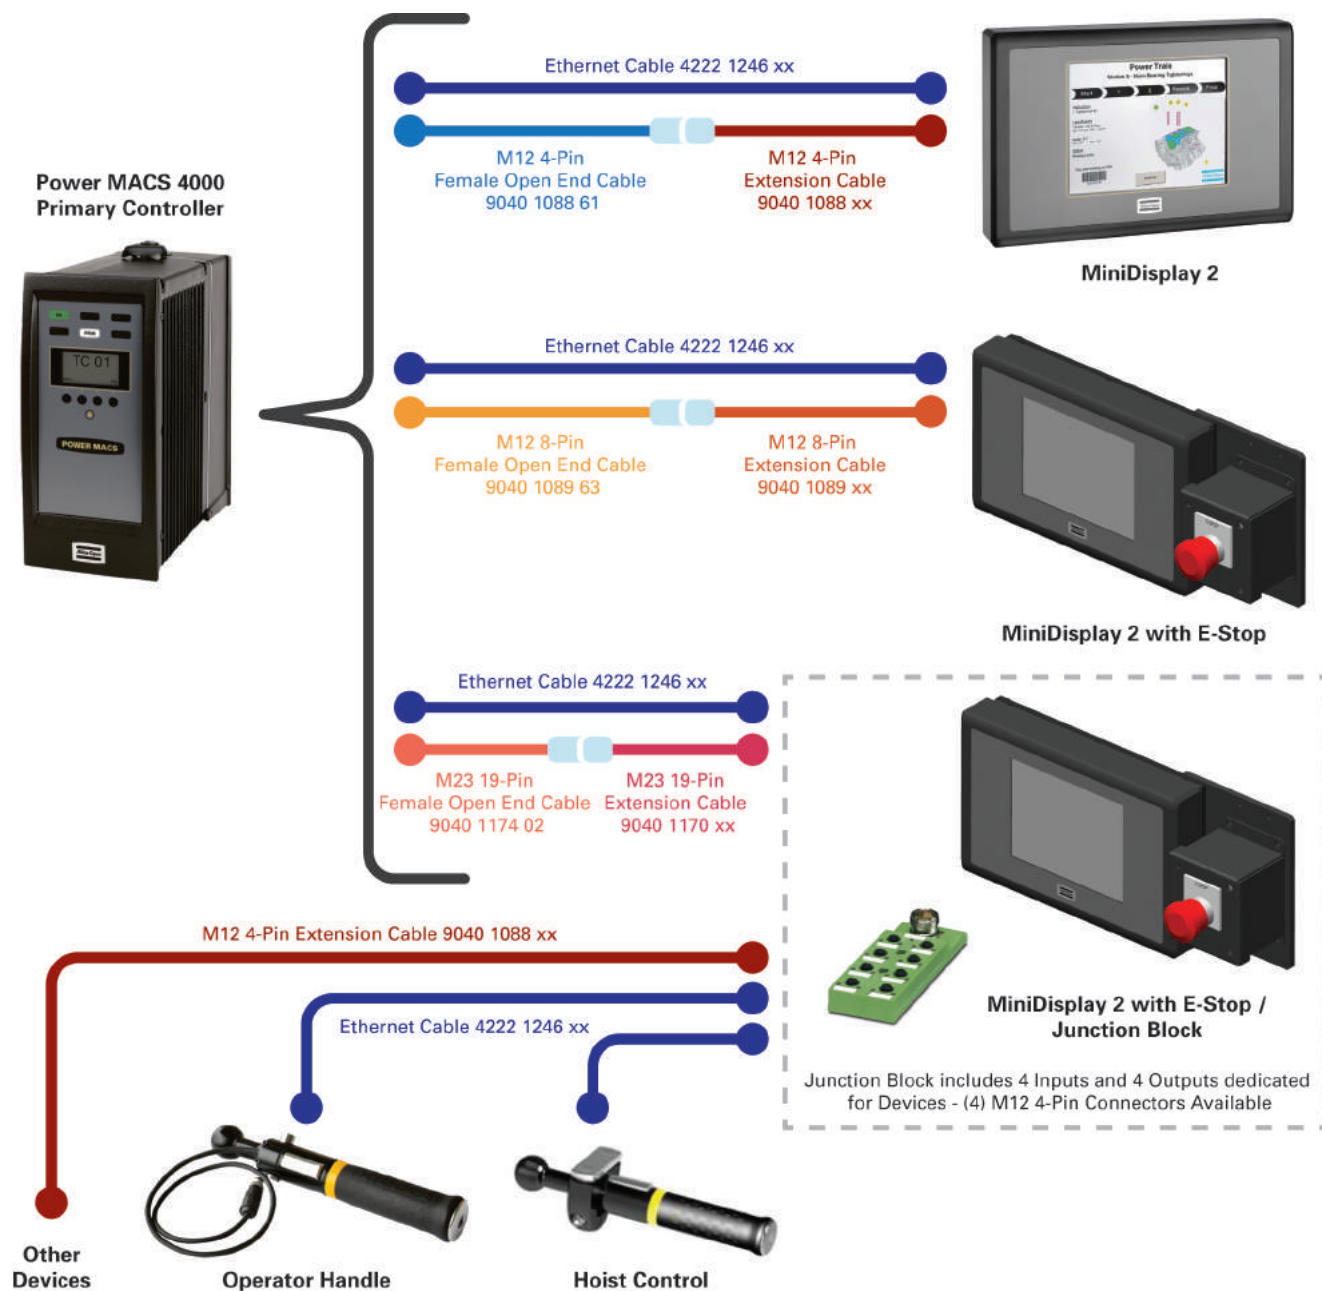 Ethernet Cable 4222 1246 xx
M12 4-Pin
Female Open End Cable
9040 1088 61
M12 4-Pin
Extension Cable
9040 1088 xx
Power Train
MiniDisplay 2
Power MACS 4000
Primary Controller
TC 01
POWER MACS
Atlas Copco
Ethernet Cable 4222 1246 xx
M12 8-Pin
Female Open End Cable
9040 1089 63
M12 8-Pin
Extension Cable
9040 1089 xx
MiniDisplay 2 with E-Stop
Ethernet Cable 4222 1246 xx
M23 19-Pin
Female Open End Cable
9040 1174 02
M23 19-Pin
Extension Cable
9040 1170 xx
MiniDisplay 2 with E-Stop /
Junction Block
Junction Block includes 4 Inputs and 4 Outputs dedicated
for Devices - (4) M12 4-Pin Connectors Available
M12 4-Pin Extension Cable 9040 1088 xx
Ethernet Cable 4222 1246 xx
Other
Devices
Operator Handle
Hoist Control